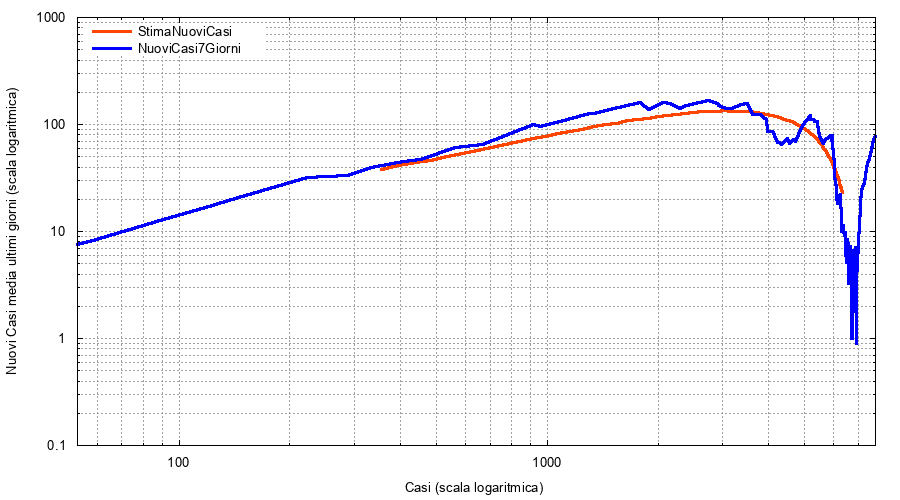 1000
StimaNuoviCasi
NuoviCasi7Giorni
100
10
1
0.1
Nuovi Casi media ultimi giorni (scala logaritmica)
100
1000
Casi (scala logaritmica)